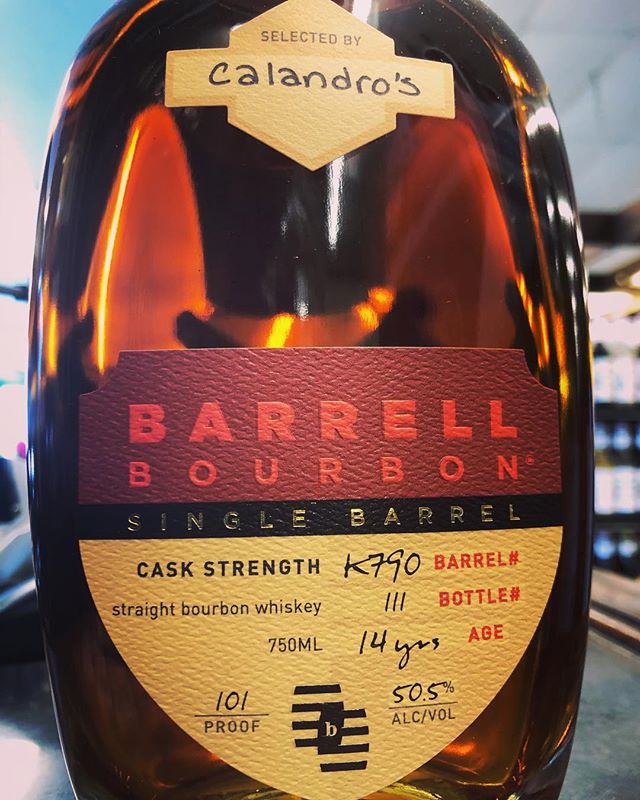 SELECTED BY
Calandro's
BARRELL
BOURBON®
SINGLE BARREL
CASK STRENGTH K790 BARREL#
straight bourbon whiskey 111 BOTTLE#
750ML 14 yrs AGE
101 50.5%
PROOF b ALC/VOL